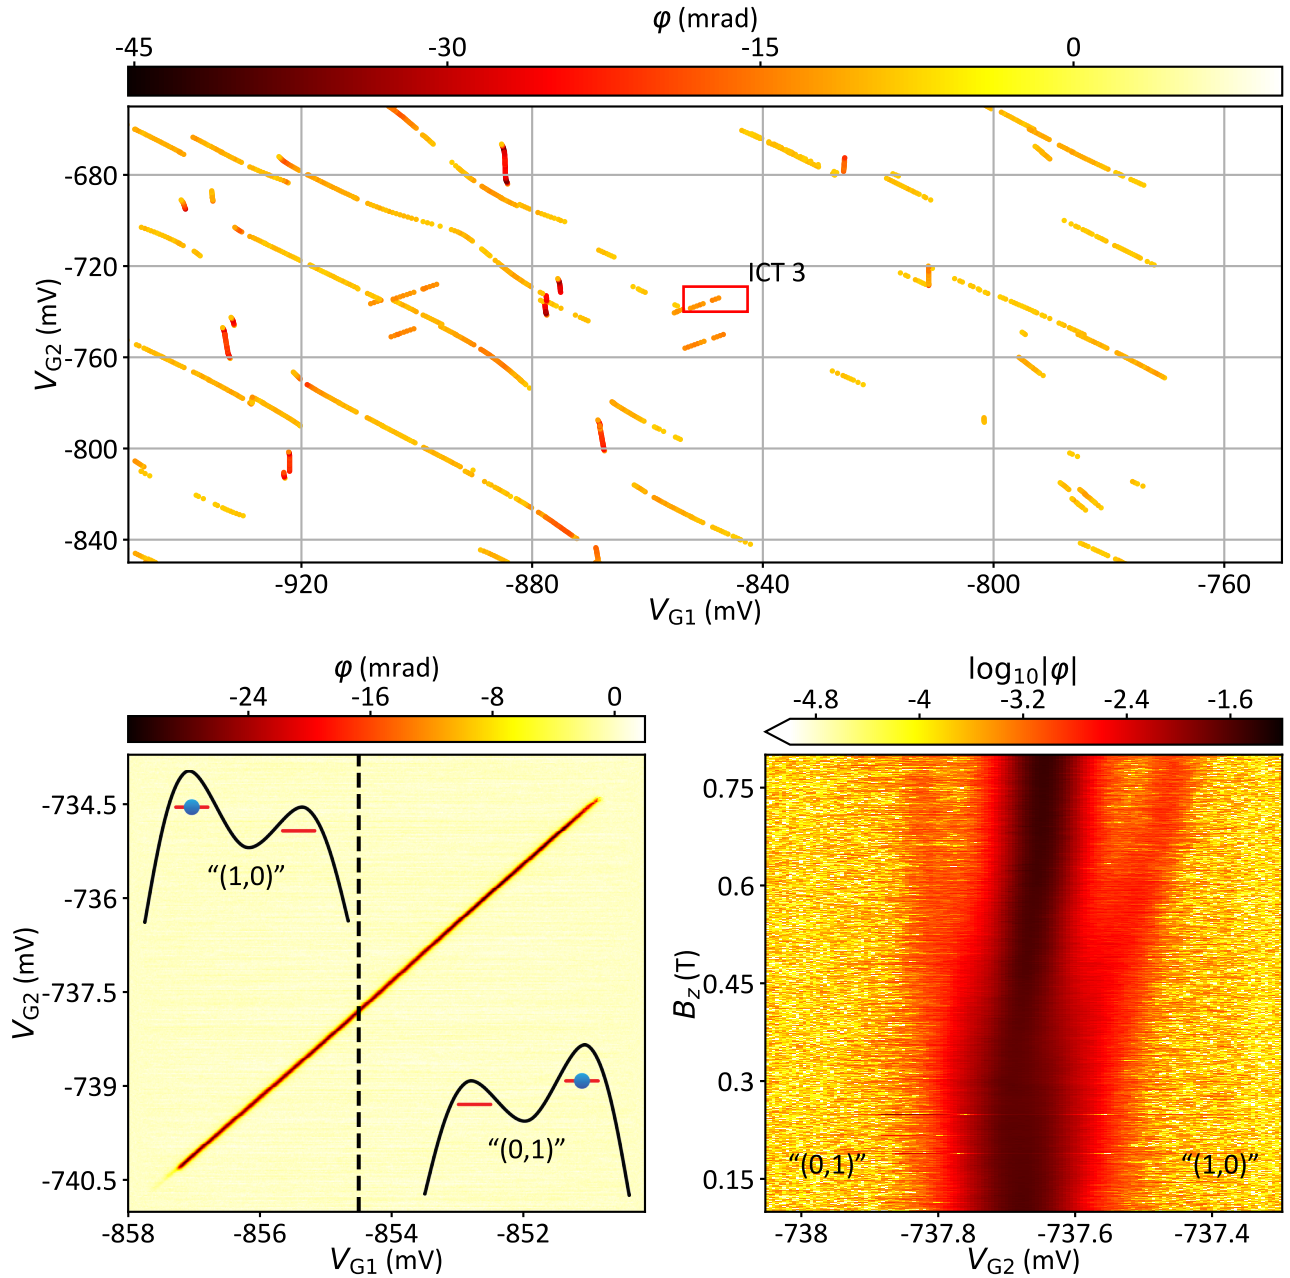 φ (mrad)
-45 -30 -15 0
-680
-720
-760
-800
-840
V_G2 (mV)
ICT 3
-920 -880 -840 -800 -760
V_G1 (mV)
φ (mrad)
-24 -16 -8 0
-734.5
-736
-737.5
-739
-740.5
V_G2 (mV)
“(1,0)”
“(0,1)”
-858 -856 -854 -852
V_G1 (mV)
log₁₀|φ|
-4.8 -4 -3.2 -2.4 -1.6
0.75
0.6
0.45
0.3
0.15
B_z (T)
“(0,1)” “(1,0)”
-738 -737.8 -737.6 -737.4
V_G2 (mV)